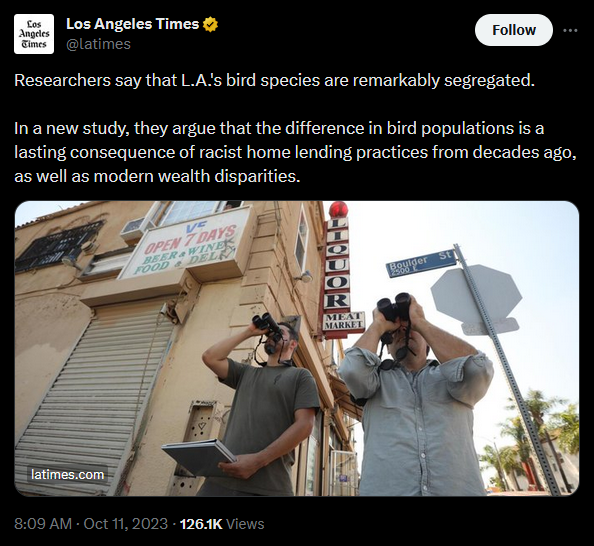 Los
Angeles
Times
Los Angeles Times
@latimes
Follow
Researchers say that L.A.'s bird species are remarkably segregated.
In a new study, they argue that the difference in bird populations is a
lasting consequence of racist home lending practices from decades ago,
as well as modern wealth disparities.
OPEN 7 DAYS
BEER & WINE
FOOD & DELI
LIQUOR
MEAT
MARKET
Boulder St
2500 E
latimes.com
8:09 AM · Oct 11, 2023 · 126.1K Views